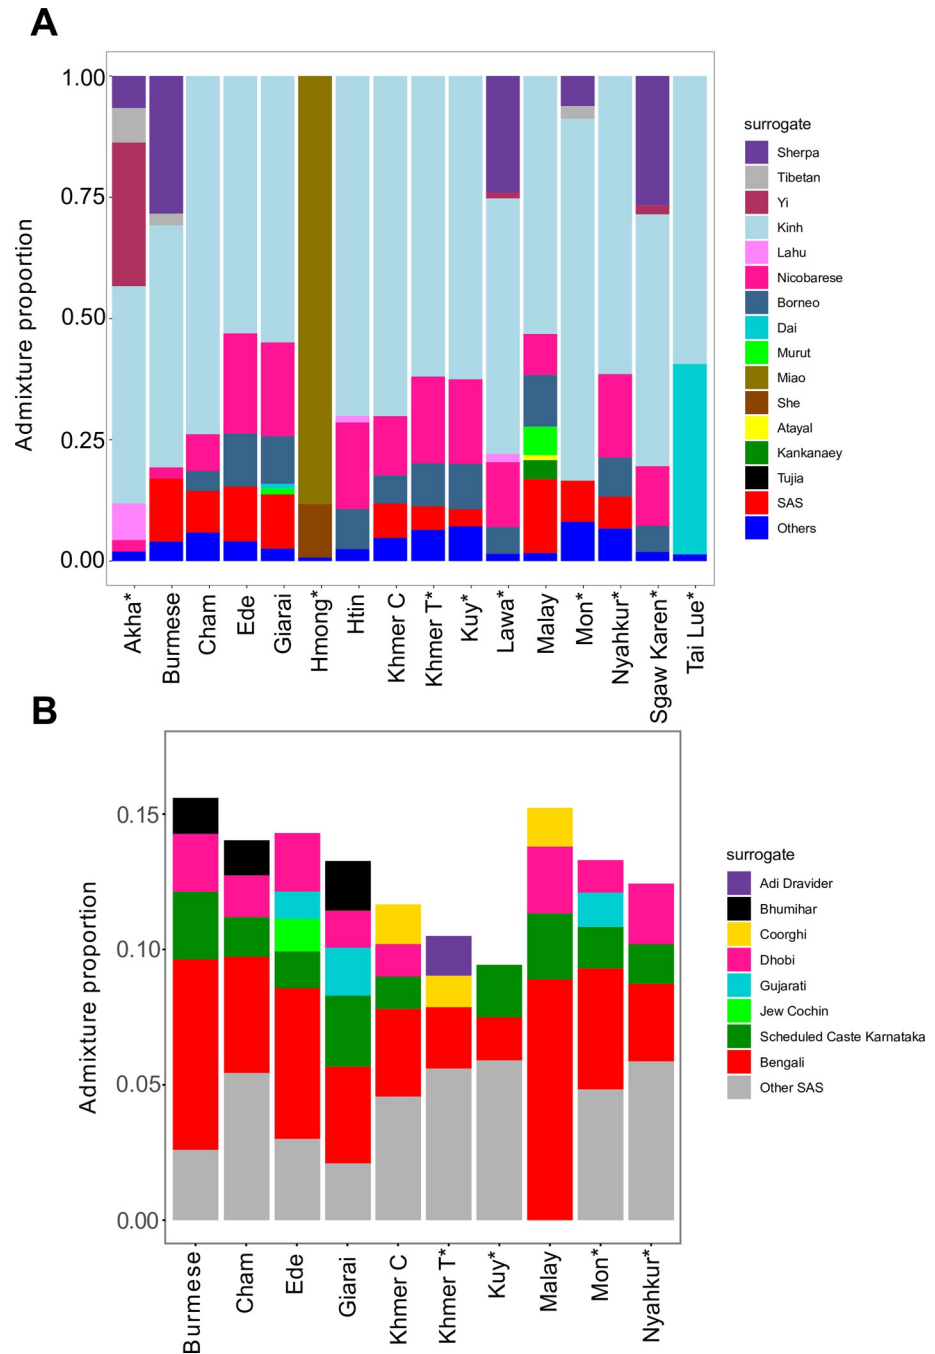 A
1.00
0.75
0.50
0.25
0.00
Admixture proportion
Akha*
Burmese
Cham
Ede
Giarai
Hmong*
Htin
Khmer C
Khmer T*
Kuy*
Lawa*
Malay
Mon*
Nyahkur*
Sgaw Karen*
Tai Lue*
surrogate
Sherpa
Tibetan
Yi
Kinh
Lahu
Nicobarese
Borneo
Dai
Murut
Miao
She
Atayal
Kankanaey
Tujia
SAS
Others
B
0.15
0.10
0.05
0.00
Admixture proportion
Burmese
Cham
Ede
Giarai
Khmer C
Khmer T*
Kuy*
Malay
Mon*
Nyahkur*
surrogate
Adi Dravider
Bhumihar
Coorghi
Dhobi
Gujarati
Jew Cochin
Scheduled Caste Karnataka
Bengali
Other SAS